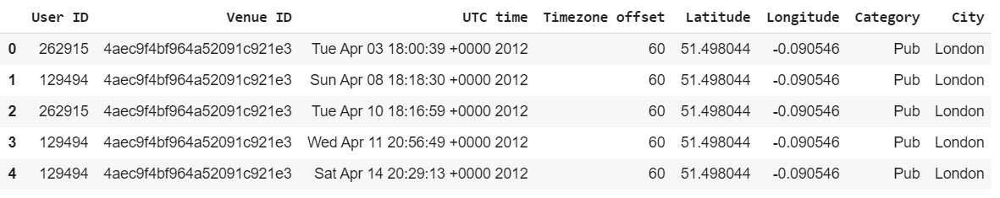 User ID Venue ID UTC time Timezone offset Latitude Longitude Category City
0 262915 4aec9f4bf964a52091c921e3 Tue Apr 03 18:00:39 +0000 2012 60 51.498044 -0.090546 Pub London
1 129494 4aec9f4bf964a52091c921e3 Sun Apr 08 18:18:30 +0000 2012 60 51.498044 -0.090546 Pub London
2 262915 4aec9f4bf964a52091c921e3 Tue Apr 10 18:16:59 +0000 2012 60 51.498044 -0.090546 Pub London
3 129494 4aec9f4bf964a52091c921e3 Wed Apr 11 20:56:49 +0000 2012 60 51.498044 -0.090546 Pub London
4 129494 4aec9f4bf964a52091c921e3 Sat Apr 14 20:29:13 +0000 2012 60 51.498044 -0.090546 Pub London